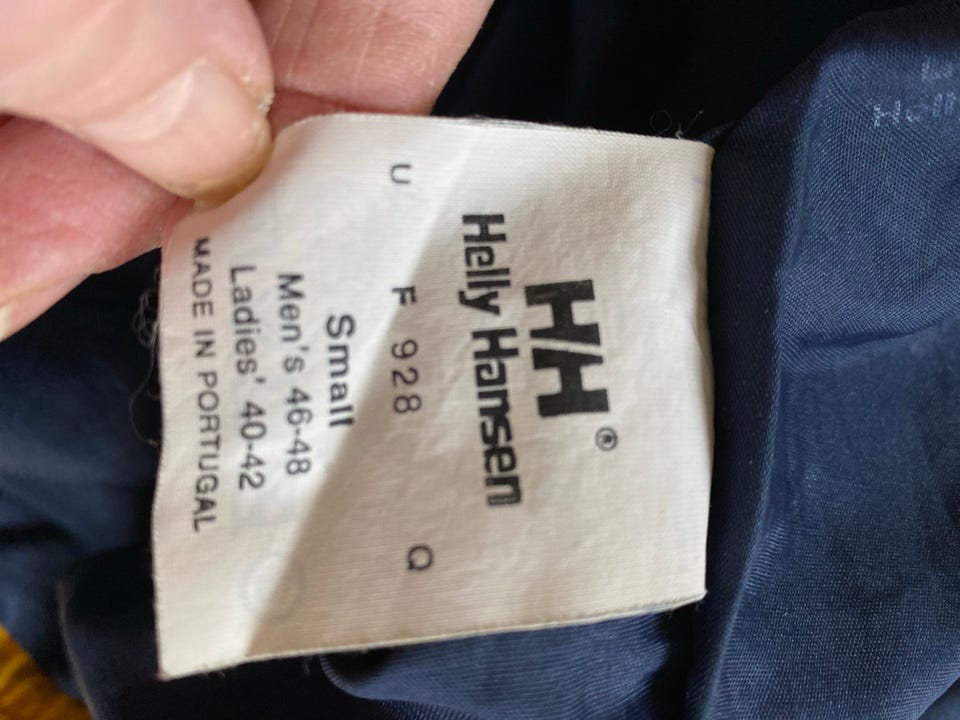 HH®
Helly Hansen
U F 928 Q
Small
Men's 46-48
Ladies' 40-42
MADE IN PORTUGAL